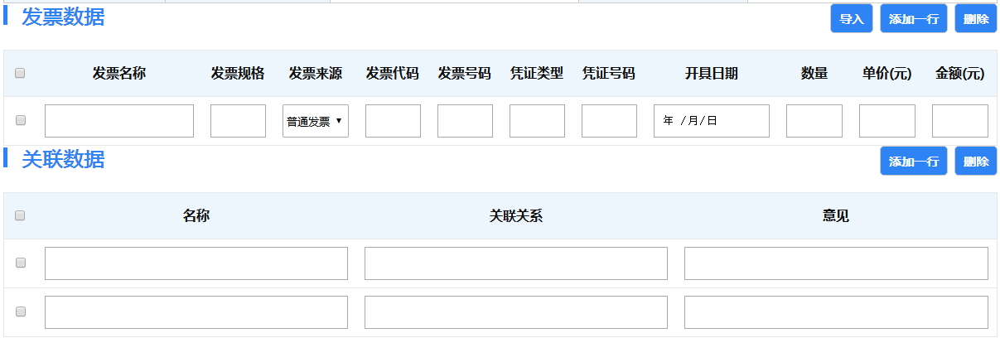 发票数据 导入 添加一行 删除
发票名称 发票规格 发票来源 发票代码 发票号码 凭证类型 凭证号码 开具日期 数量 单价(元) 金额(元)
普通发票 年 /月/日
关联数据 添加一行 删除
名称 关联关系 意见